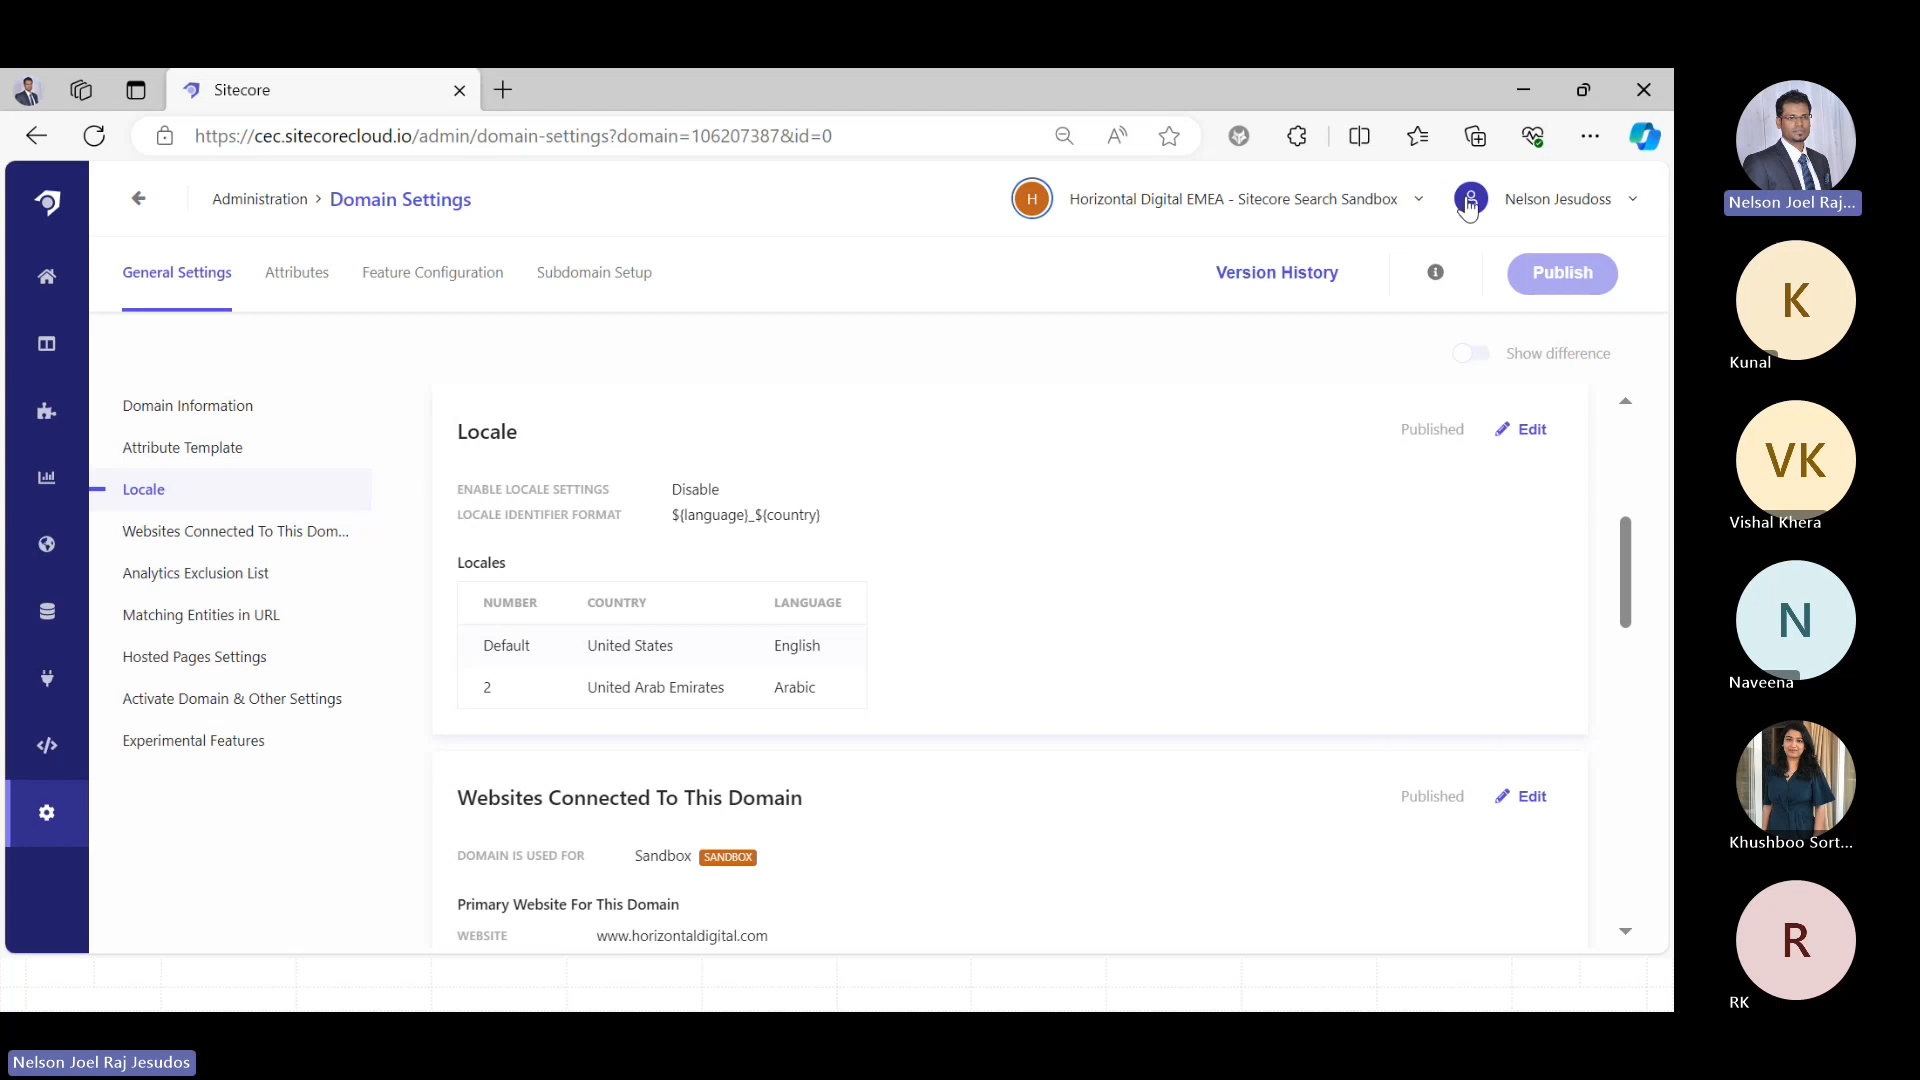 Sitecore
https://cec.sitecorecloud.io/admin/domain-settings?domain=106207387&id=0
Administration > Domain Settings
H
Horizontal Digital EMEA - Sitecore Search Sandbox
Nelson Jesudoss
General Settings
Attributes
Feature Configuration
Subdomain Setup
Version History
Publish
Show difference
Domain Information
Attribute Template
Locale
Websites Connected To This Dom...
Analytics Exclusion List
Matching Entities in URL
Hosted Pages Settings
Activate Domain & Other Settings
Experimental Features
Locale
Published
Edit
ENABLE LOCALE SETTINGS Disable
LOCALE IDENTIFIER FORMAT ${language}_${country}
Locales
NUMBER COUNTRY LANGUAGE
Default United States English
2 United Arab Emirates Arabic
Websites Connected To This Domain
Published
Edit
DOMAIN IS USED FOR Sandbox SANDBOX
Primary Website For This Domain
WEBSITE www.horizontaldigital.com
Nelson Joel Raj...
K
Kunal
VK
Vishal Khera
N
Naveena
Khushboo Sort...
R
RK
Nelson Joel Raj Jesudos